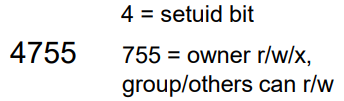 4 = setuid bit
4755
755 = owner r/w/x,
group/others can r/w